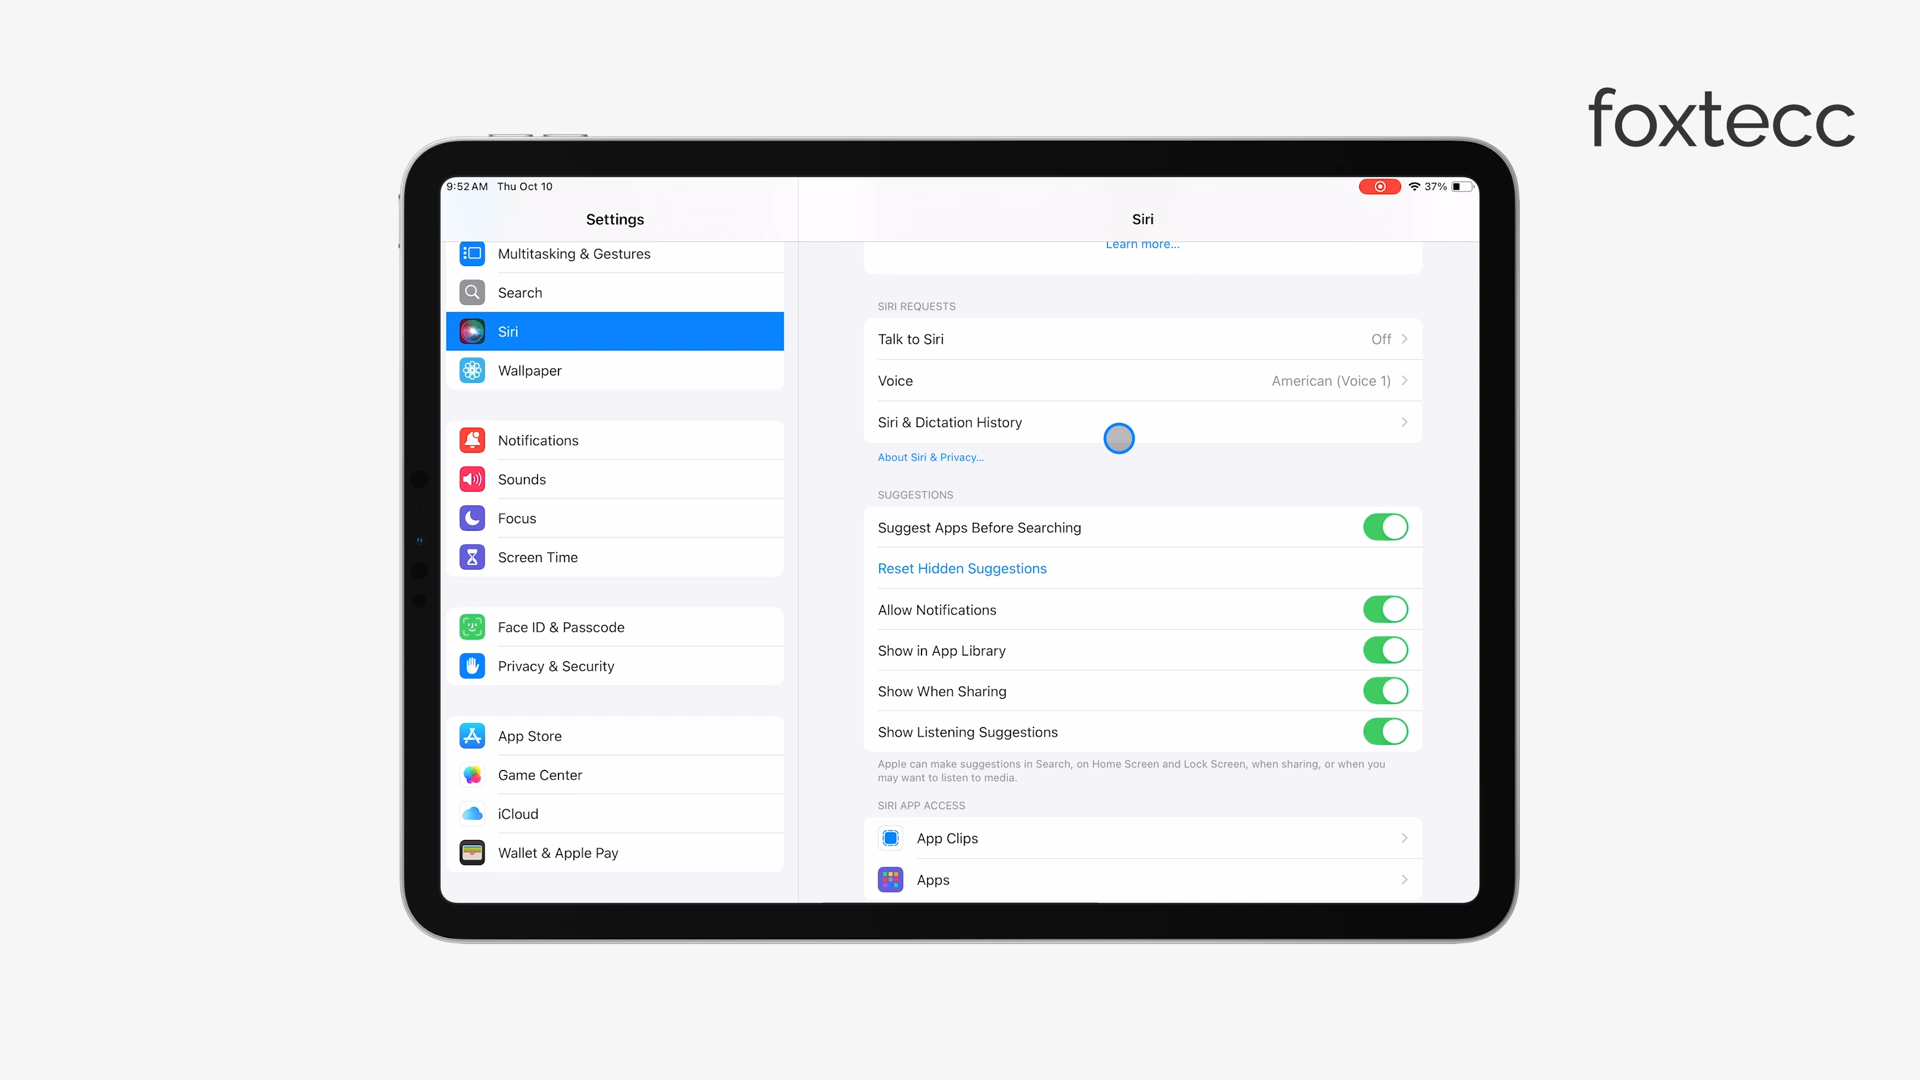 foxtecc
9:52 AM Thu Oct 10
37%
Settings
Multitasking & Gestures
Search
Siri
Wallpaper
Notifications
Sounds
Focus
Screen Time
Face ID & Passcode
Privacy & Security
App Store
Game Center
iCloud
Wallet & Apple Pay
Siri
Learn more...
SIRI REQUESTS
Talk to Siri Off
Voice American (Voice 1)
Siri & Dictation History
About Siri & Privacy...
SUGGESTIONS
Suggest Apps Before Searching
Reset Hidden Suggestions
Allow Notifications
Show in App Library
Show When Sharing
Show Listening Suggestions
Apple can make suggestions in Search, on Home Screen and Lock Screen, when sharing, or when you
may want to listen to media.
SIRI APP ACCESS
App Clips
Apps